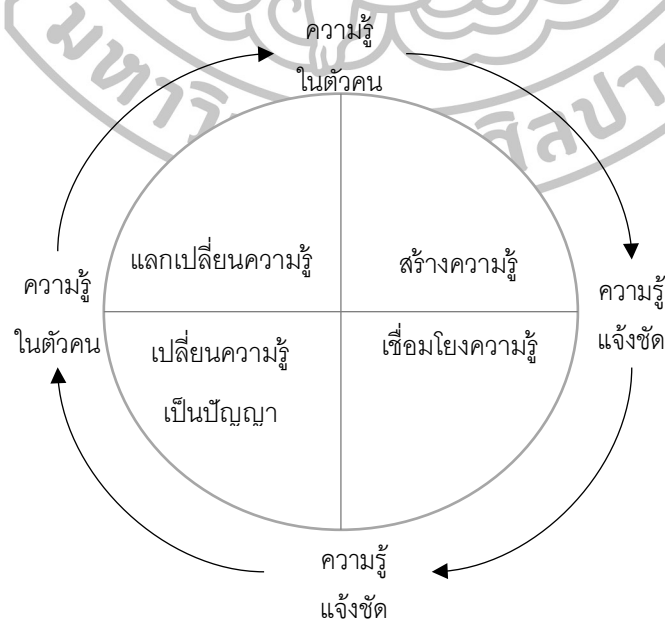 ความรู้
ในตัวคน
แลกเปลี่ยนความรู้
สร้างความรู้
ความรู้
ในตัวคน
ความรู้
แจ้งชัด
เปลี่ยนความรู้
เป็นปัญญา
เชื่อมโยงความรู้
ความรู้
แจ้งชัด